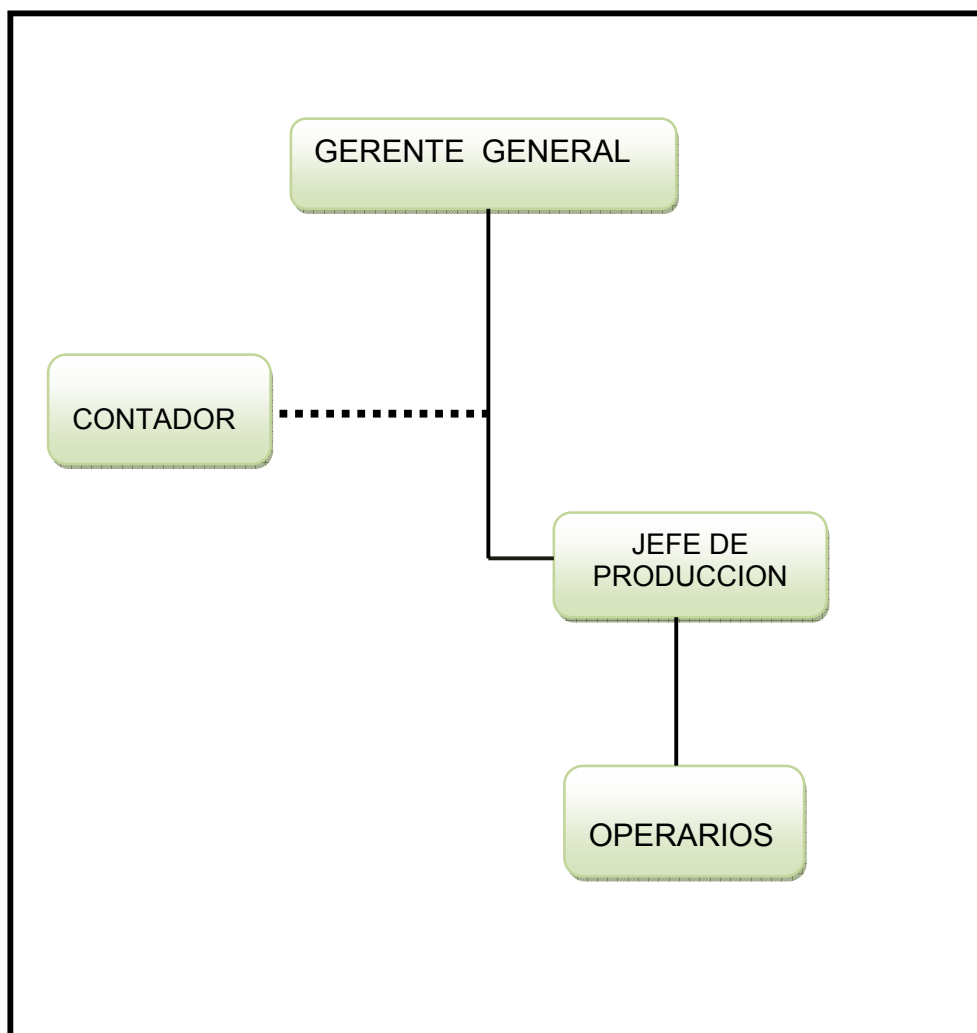 GERENTE GENERAL
CONTADOR
JEFE DE
PRODUCCION
OPERARIOS